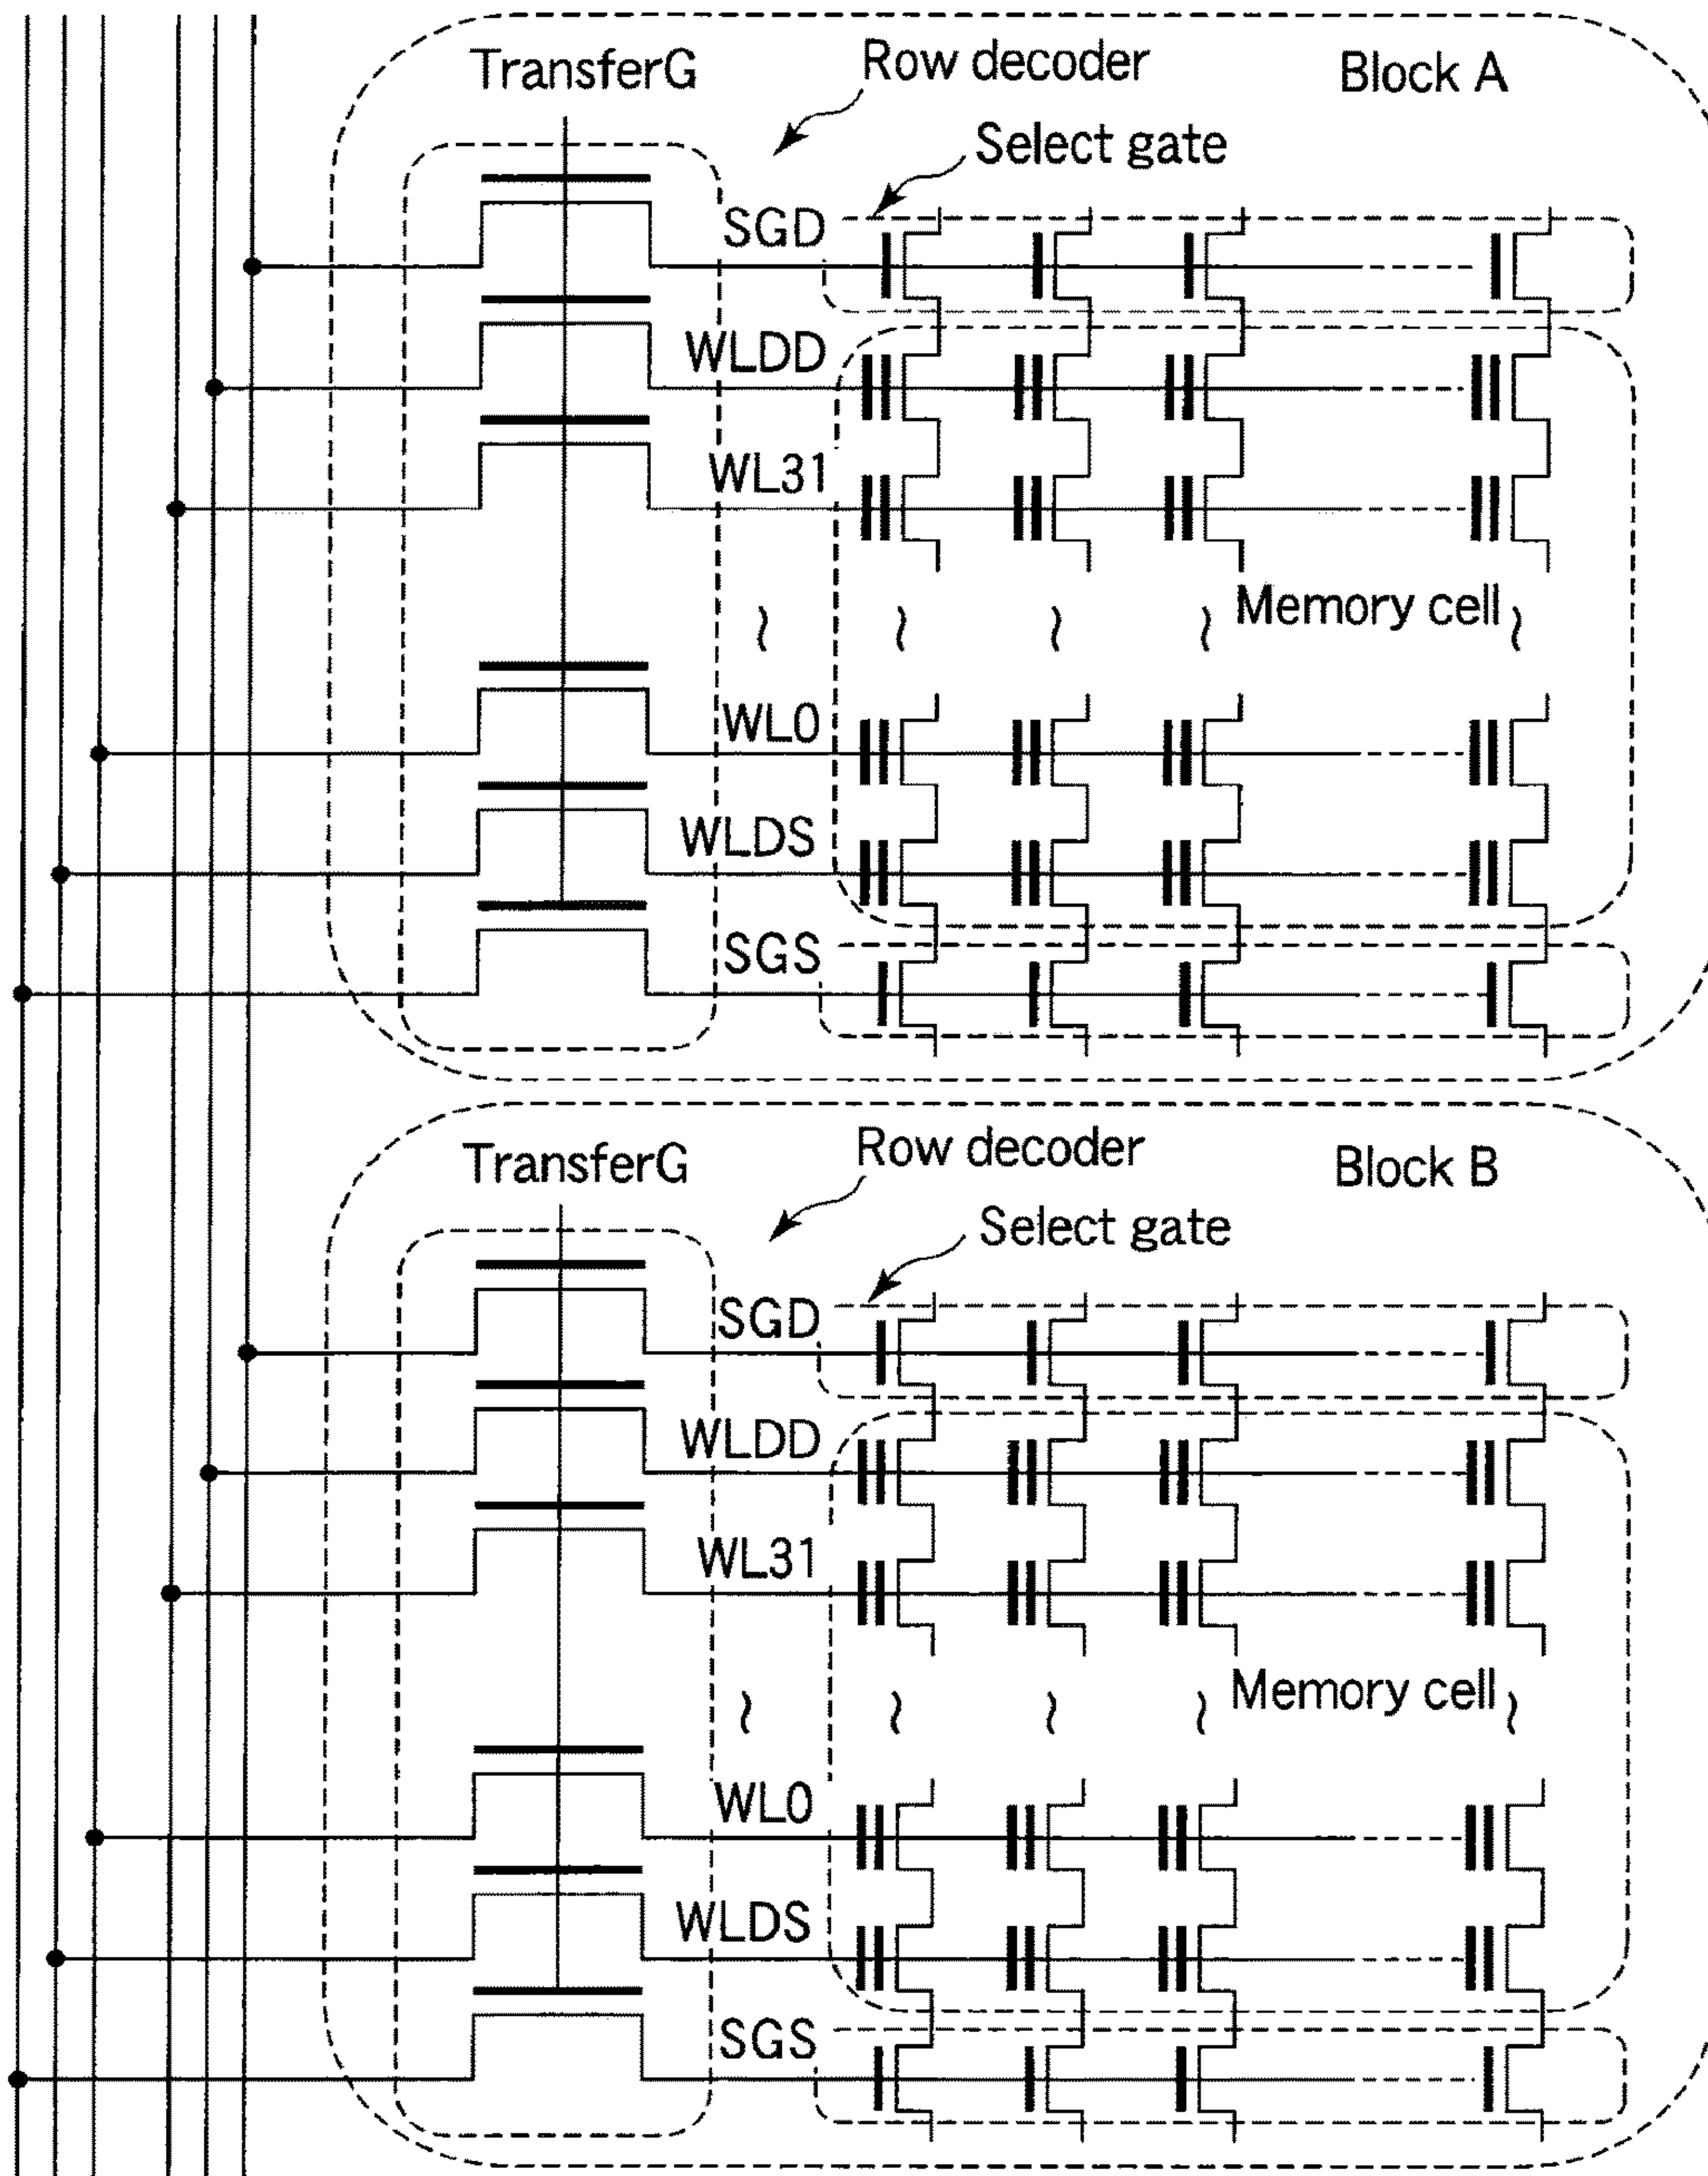 TransferG
Row decoder
Block A
Select gate
SGD
WLDD
WL31
Memory cell
WL0
WLDS
SGS
TransferG
Row decoder
Block B
Select gate
SGD
WLDD
WL31
Memory cell
WL0
WLDS
SGS